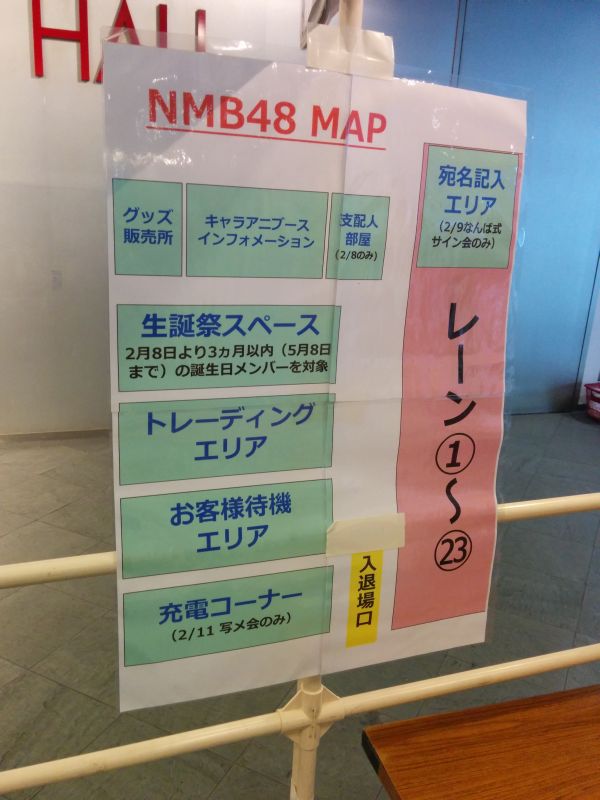 HALL
NMB48 MAP
グッズ
販売所
キャラアニブース
インフォメーション
支配人
部屋
(2/8のみ)
宛名記入
エリア
(2/9なんば式
サイン会のみ)
生誕祭スペース
2月8日より3ヵ月以内（5月8日
まで）の誕生日メンバーを対象
トレーディング
エリア
お客様待機
エリア
充電コーナー
(2/11 写メ会のみ)
入退場口
レーン①～㉓